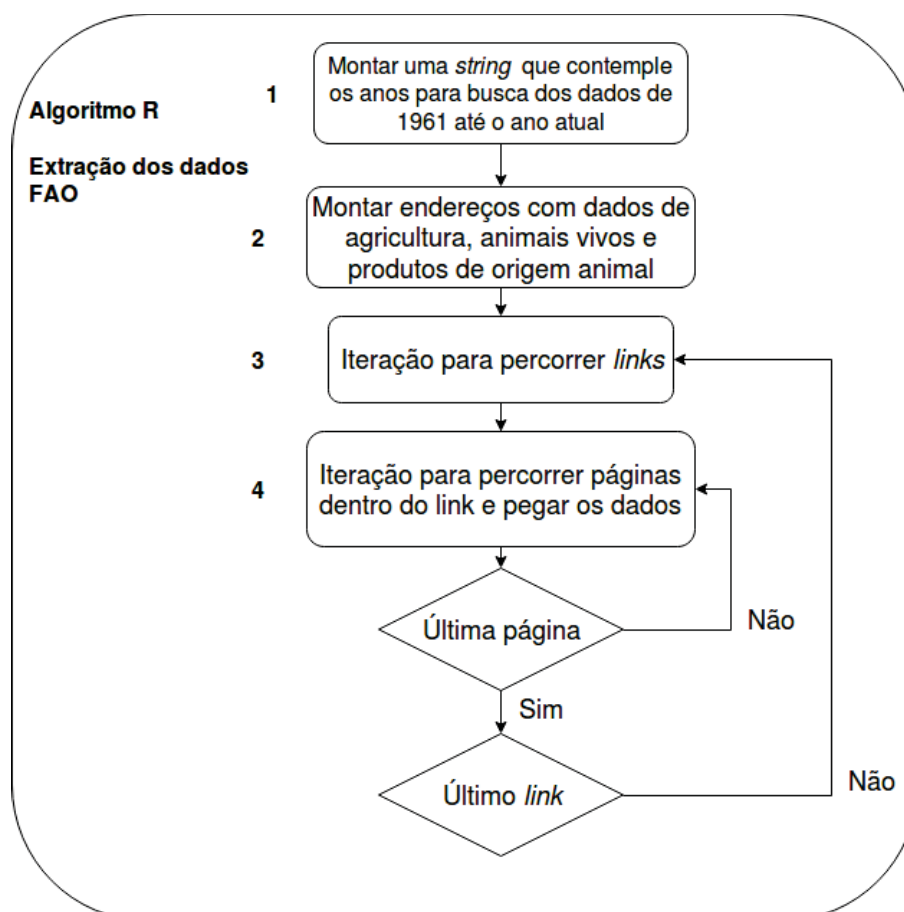 Algoritmo R
Extração dos dados
FAO
1
Montar uma string que contemple
os anos para busca dos dados de
1961 até o ano atual
2
Montar endereços com dados de
agricultura, animais vivos e
produtos de origem animal
3
Iteração para percorrer links
4
Iteração para percorrer páginas
dentro do link e pegar os dados
Última página
Não
Sim
Último link
Não